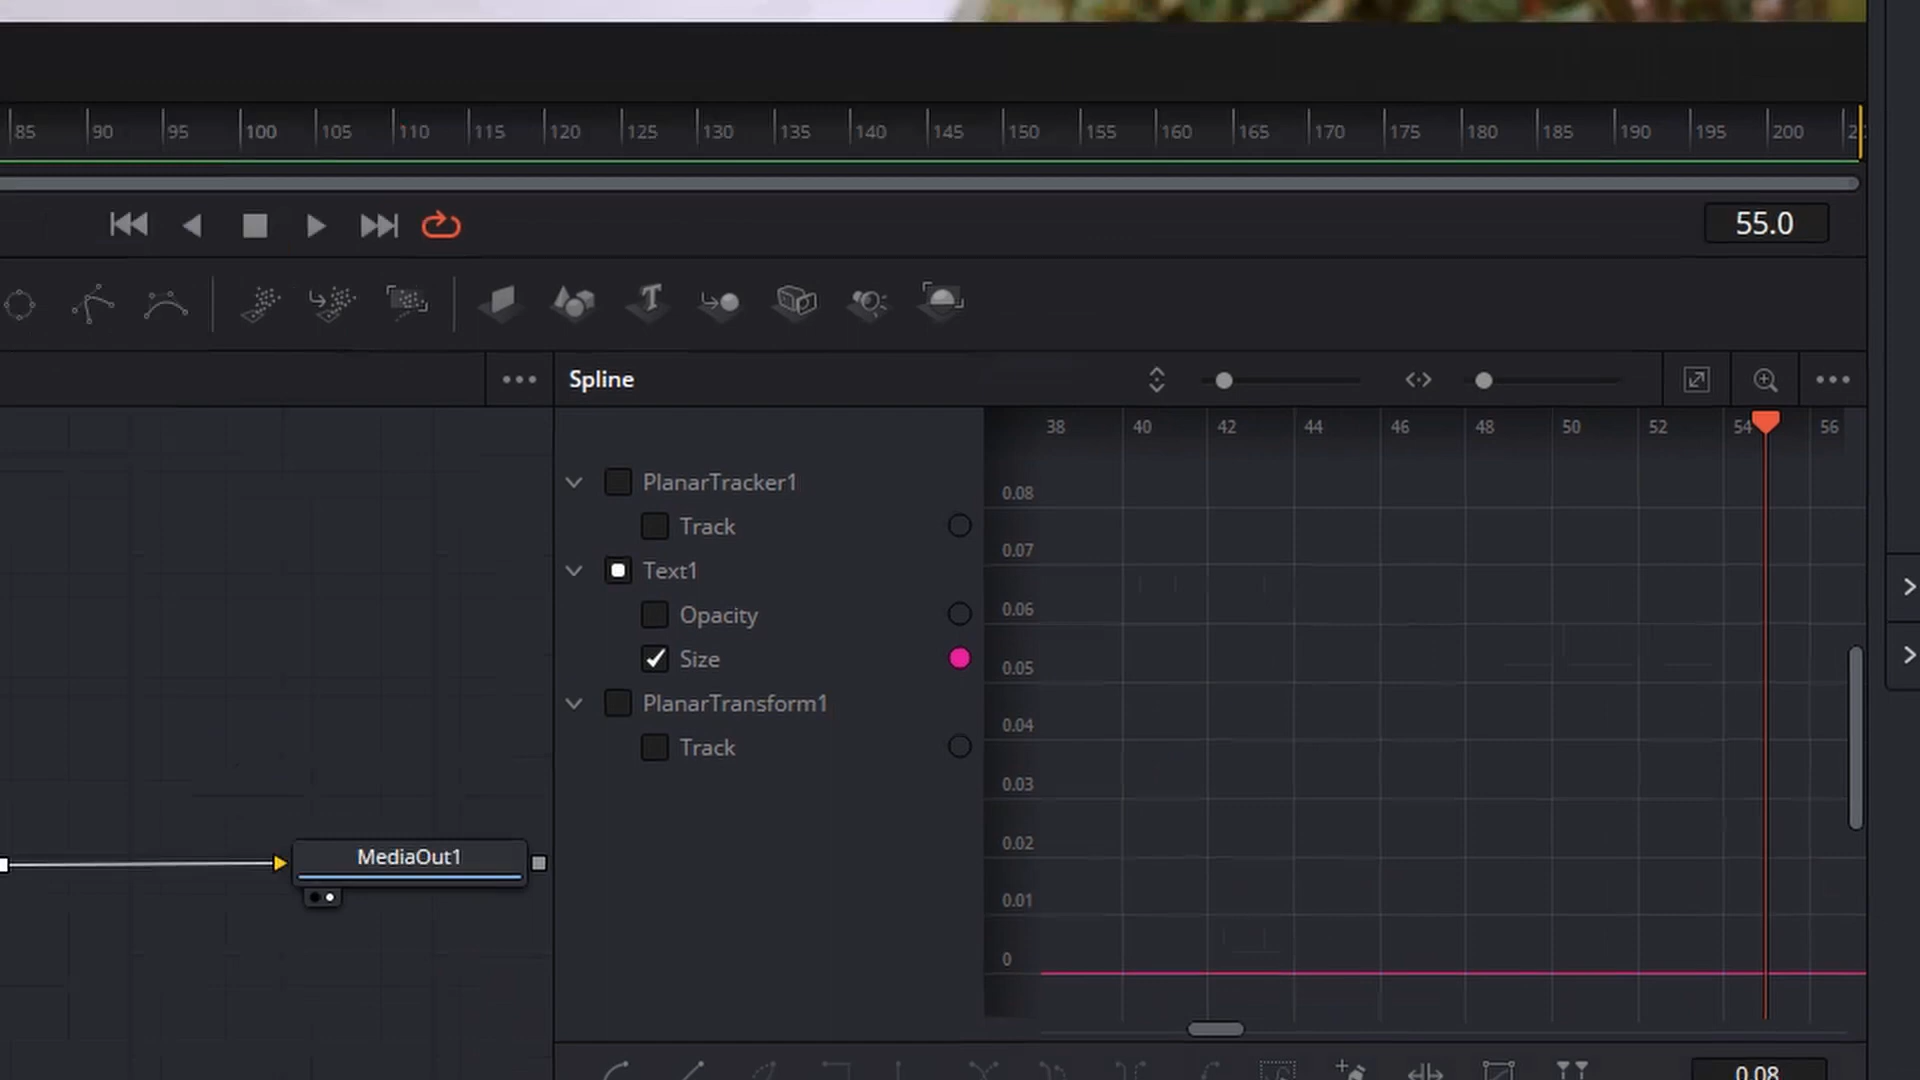 85 90 95 100 105 110 115 120 125 130 135 140 145 150 155 160 165 170 175 180 185 190 195 200
55.0
Spline
38 40 42 44 46 48 50 52 54 56
PlanarTracker1
0.08
Track
0.07
Text1
Opacity
0.06
Size
0.05
PlanarTransform1
0.04
Track
0.03
0.02
MediaOut1
0.01
0
0.08